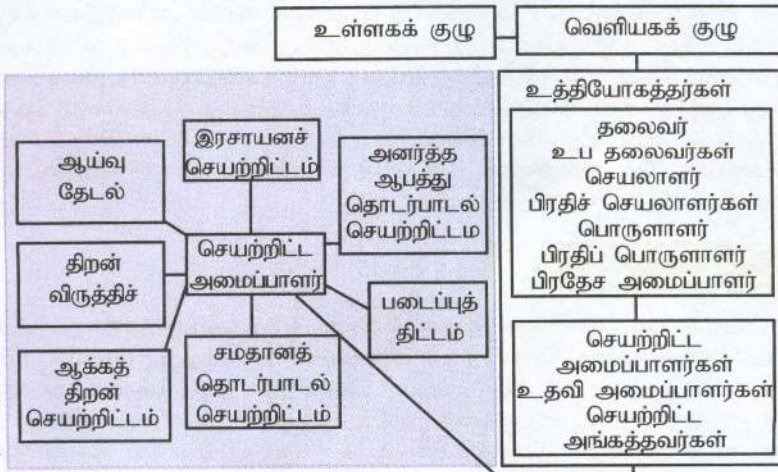 உள்ளகக் குழு
வெளியகக் குழு
உத்தியோகத்தர்கள்
தலைவர்
உப தலைவர்கள்
செயலாளர்
பிரதிச் செயலாளர்கள்
பொருளாளர்
பிரதிப் பொருளாளர்
பிரதேச அமைப்பாளர்
செயற்றிட்ட
அமைப்பாளர்கள்
உதவி அமைப்பாளர்கள்
செயற்றிட்ட
அங்கத்தவர்கள்
இரசாயனச்
செயற்றிட்டம்
ஆய்வு
தேடல்
அனர்த்த
ஆபத்து
தொடர்பாடல்
செயற்றிட்டம
செயற்றிட்ட
அமைப்பாளர்
திறன்
விருத்திச்
படைப்புத்
திட்டம்
ஆக்கத்
திறன்
செயற்றிட்டம்
சமதானத்
தொடர்பாடல்
செயற்றிட்டம்